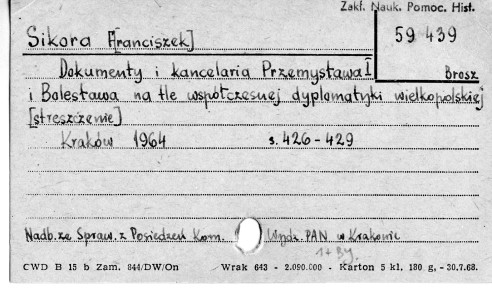 Zakł. Nauk. Pomoc. Hist.
Sikora F[ranciszek]
59 439
Dokumenty i kancelaria Przemysława I
Brosz
i Bolesława na tle współczesnej dyplomatyki wielkopolskiej
[streszczenie]
Kraków 1964 s. 426-429
Nadb. ze Spraw. z Posiedzeń Kom. Wydz. PAN w Krakowie
1+By.
CWD B 15 b Zam. 844/DW/On Wrak 643 - 2.090.000 - Karton 5 kl. 180 g, - 30.7.68.